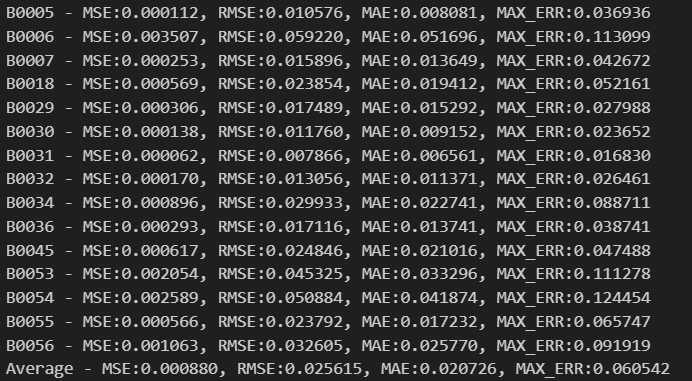 B0005 - MSE:0.000112, RMSE:0.010576, MAE:0.008081, MAX_ERR:0.036936
B0006 - MSE:0.003507, RMSE:0.059220, MAE:0.051696, MAX_ERR:0.113099
B0007 - MSE:0.000253, RMSE:0.015896, MAE:0.013649, MAX_ERR:0.042672
B0018 - MSE:0.000569, RMSE:0.023854, MAE:0.019412, MAX_ERR:0.052161
B0029 - MSE:0.000306, RMSE:0.017489, MAE:0.015292, MAX_ERR:0.027988
B0030 - MSE:0.000138, RMSE:0.011760, MAE:0.009152, MAX_ERR:0.023652
B0031 - MSE:0.000062, RMSE:0.007866, MAE:0.006561, MAX_ERR:0.016830
B0032 - MSE:0.000170, RMSE:0.013056, MAE:0.011371, MAX_ERR:0.026461
B0034 - MSE:0.000896, RMSE:0.029933, MAE:0.022741, MAX_ERR:0.088711
B0036 - MSE:0.000293, RMSE:0.017116, MAE:0.013741, MAX_ERR:0.038741
B0045 - MSE:0.000617, RMSE:0.024846, MAE:0.021016, MAX_ERR:0.047488
B0053 - MSE:0.002054, RMSE:0.045325, MAE:0.033296, MAX_ERR:0.111278
B0054 - MSE:0.002589, RMSE:0.050884, MAE:0.041874, MAX_ERR:0.124454
B0055 - MSE:0.000566, RMSE:0.023792, MAE:0.017232, MAX_ERR:0.065747
B0056 - MSE:0.001063, RMSE:0.032605, MAE:0.025770, MAX_ERR:0.091919
Average - MSE:0.000880, RMSE:0.025615, MAE:0.020726, MAX_ERR:0.060542